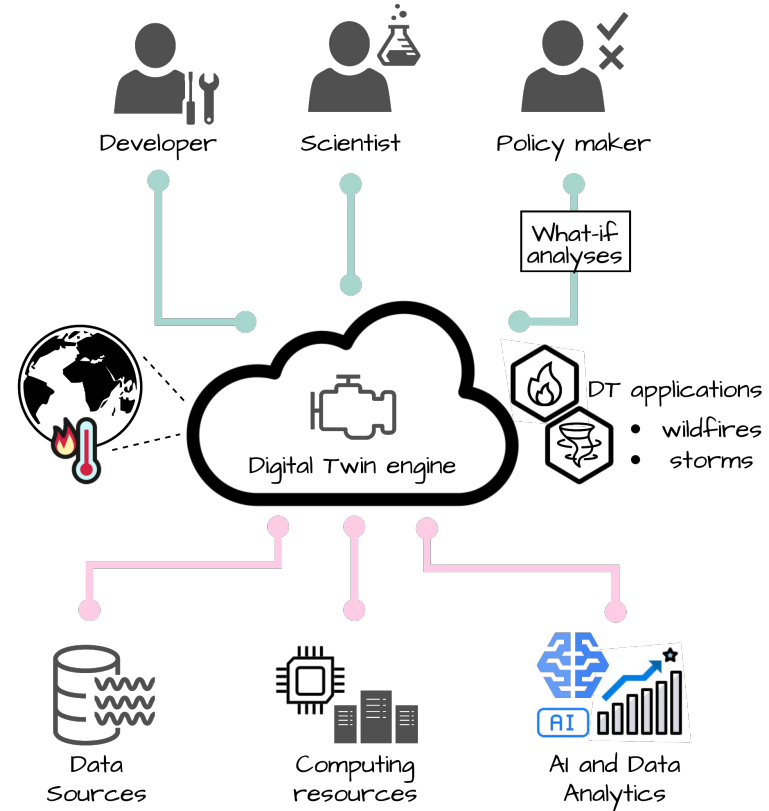 Developer
Scientist
Policy maker
What-if
analyses
DT applications
• wildfires
• storms
Digital Twin engine
Data
Sources
Computing
resources
AI
AI and Data
Analytics